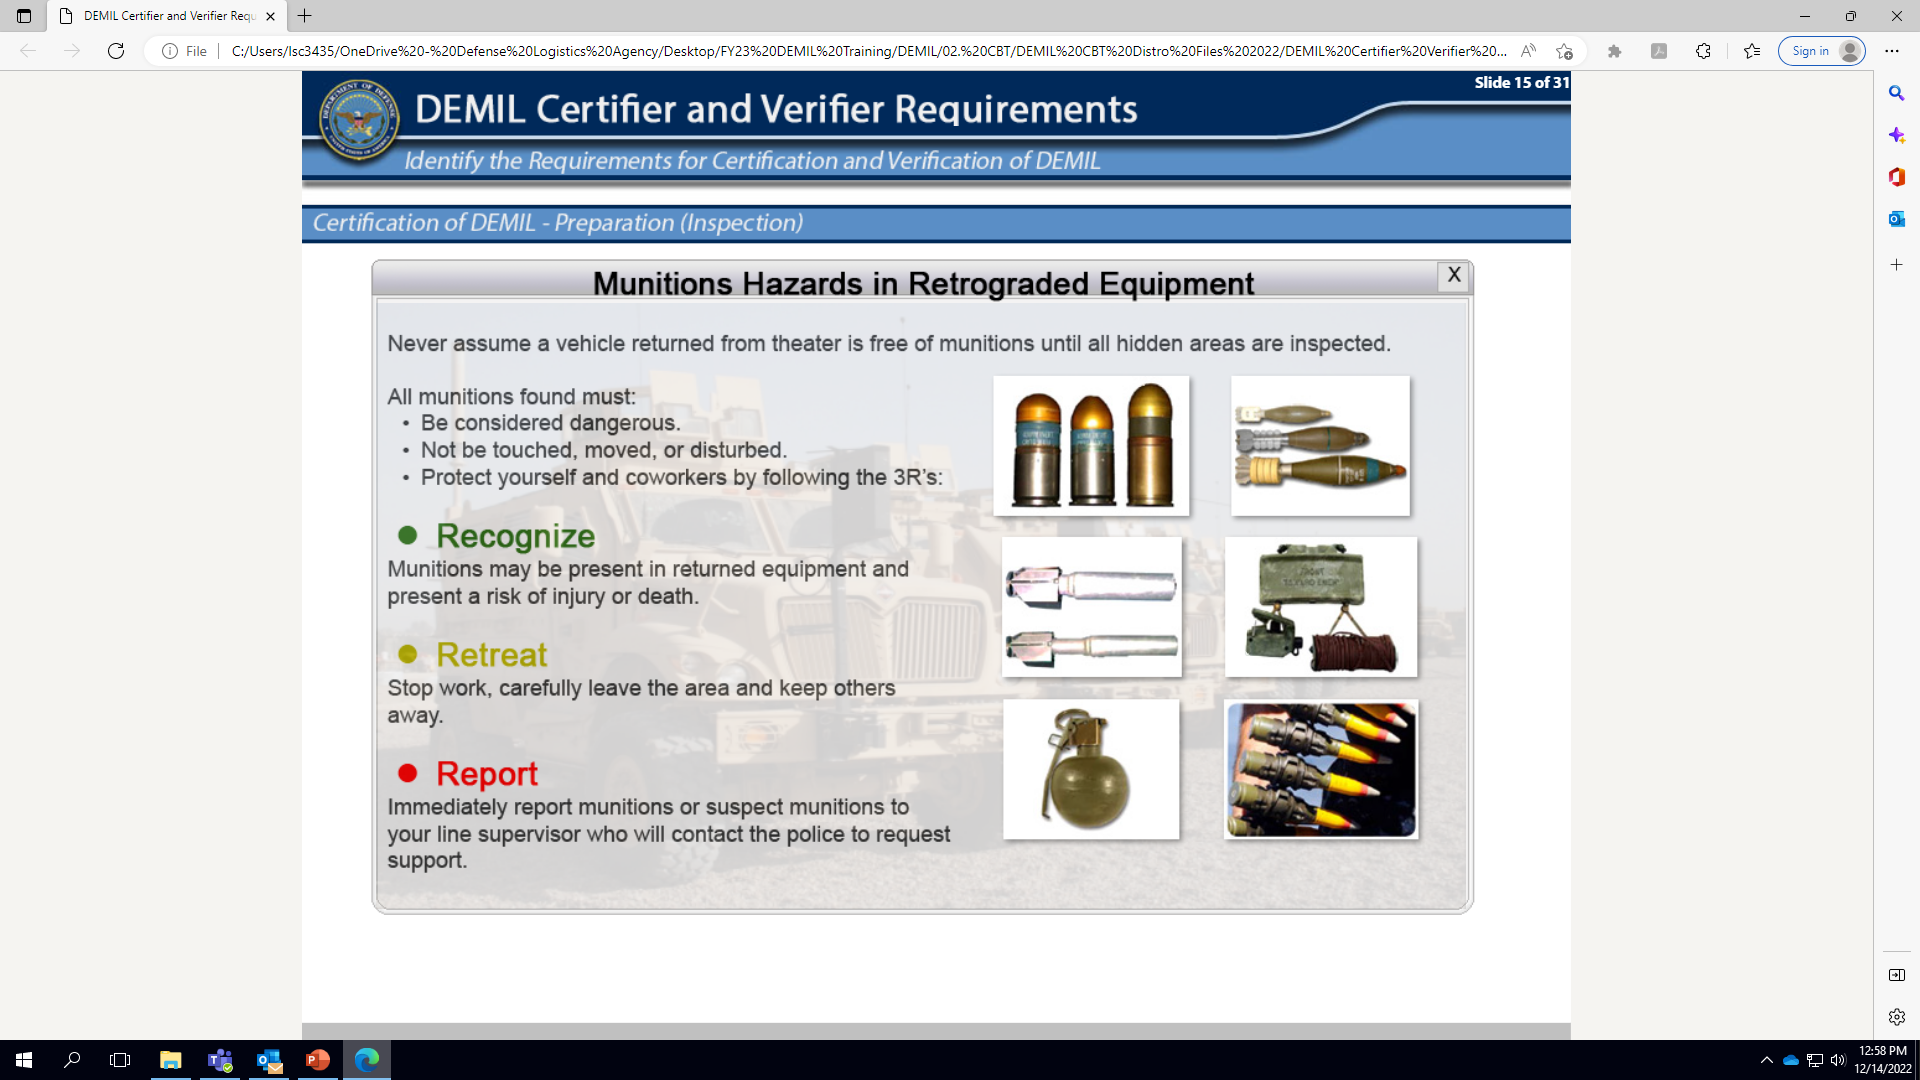 DEMIL Certifier and Verifier Requ
File
C:/Users/lsc3435/OneDrive%20-%20Defense%20Logistics%20Agency/Desktop/FY23%20DEMIL%20Training/DEMIL/02.%20CBT/DEMIL%20CBT%20Distro%20Files%202022/DEMIL%20Certifier%20Verifier%20...
Sign in
Slide 15 of 31
DEMIL Certifier and Verifier Requirements
Identify the Requirements for Certification and Verification of DEMIL
Certification of DEMIL - Preparation (Inspection)
Munitions Hazards in Retrograded Equipment
X
Never assume a vehicle returned from theater is free of munitions until all hidden areas are inspected.
All munitions found must:
• Be considered dangerous.
• Not be touched, moved, or disturbed.
• Protect yourself and coworkers by following the 3R's:
● Recognize
Munitions may be present in returned equipment and
present a risk of injury or death.
● Retreat
Stop work, carefully leave the area and keep others
away.
● Report
Immediately report munitions or suspect munitions to
your line supervisor who will contact the police to request
support.
12:58 PM
12/14/2022